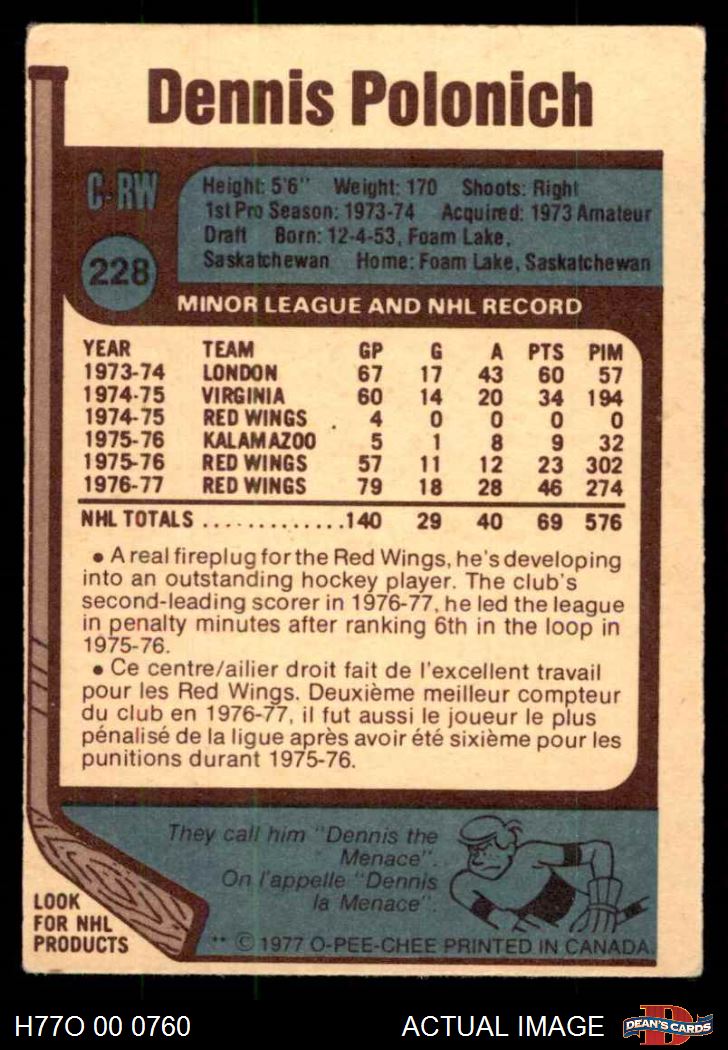 Dennis Polonich
C-RW
Height: 5'6" Weight: 170 Shoots: Right
1st Pro Season: 1973-74 Acquired: 1973 Amateur
Draft Born: 12-4-53, Foam Lake,
Saskatchewan Home: Foam Lake, Saskatchewan
228
MINOR LEAGUE AND NHL RECORD
YEAR TEAM GP G A PTS PIM
1973-74 LONDON 67 17 43 60 57
1974-75 VIRGINIA 60 14 20 34 194
1974-75 RED WINGS 4 0 0 0 0
1975-76 KALAMAZOO 5 1 8 9 32
1975-76 RED WINGS 57 11 12 23 302
1976-77 RED WINGS 79 18 28 46 274
NHL TOTALS ..............140 29 40 69 576
• A real fireplug for the Red Wings, he's developing
into an outstanding hockey player. The club's
second-leading scorer in 1976-77, he led the league
in penalty minutes after ranking 6th in the loop in
1975-76.
• Ce centre/ailier droit fait de l'excellent travail
pour les Red Wings. Deuxième meilleur compteur
du club en 1976-77, il fut aussi le joueur le plus
pénalisé de la ligue après avoir été sixième pour les
punitions durant 1975-76.
They call him "Dennis the
Menace".
On l'appelle "Dennis
la Menace".
LOOK
FOR NHL
PRODUCTS
** © 1977 O-PEE-CHEE PRINTED IN CANADA
H77O 00 0760 ACTUAL IMAGE D DEAN'S CARDS